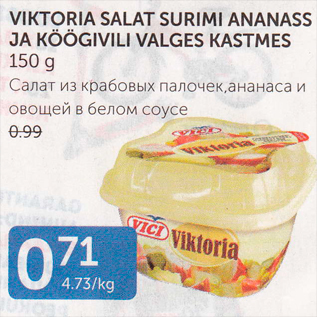 VIKTORIA SALAT SURIMI ANANASS
JA KÖÖGIVILI VALGES KASTMES
150 g
Салат из крабовых палочек,ананаса и
овощей в белом соусе
0.99
VICI
Viktoria
0 71
4.73/kg